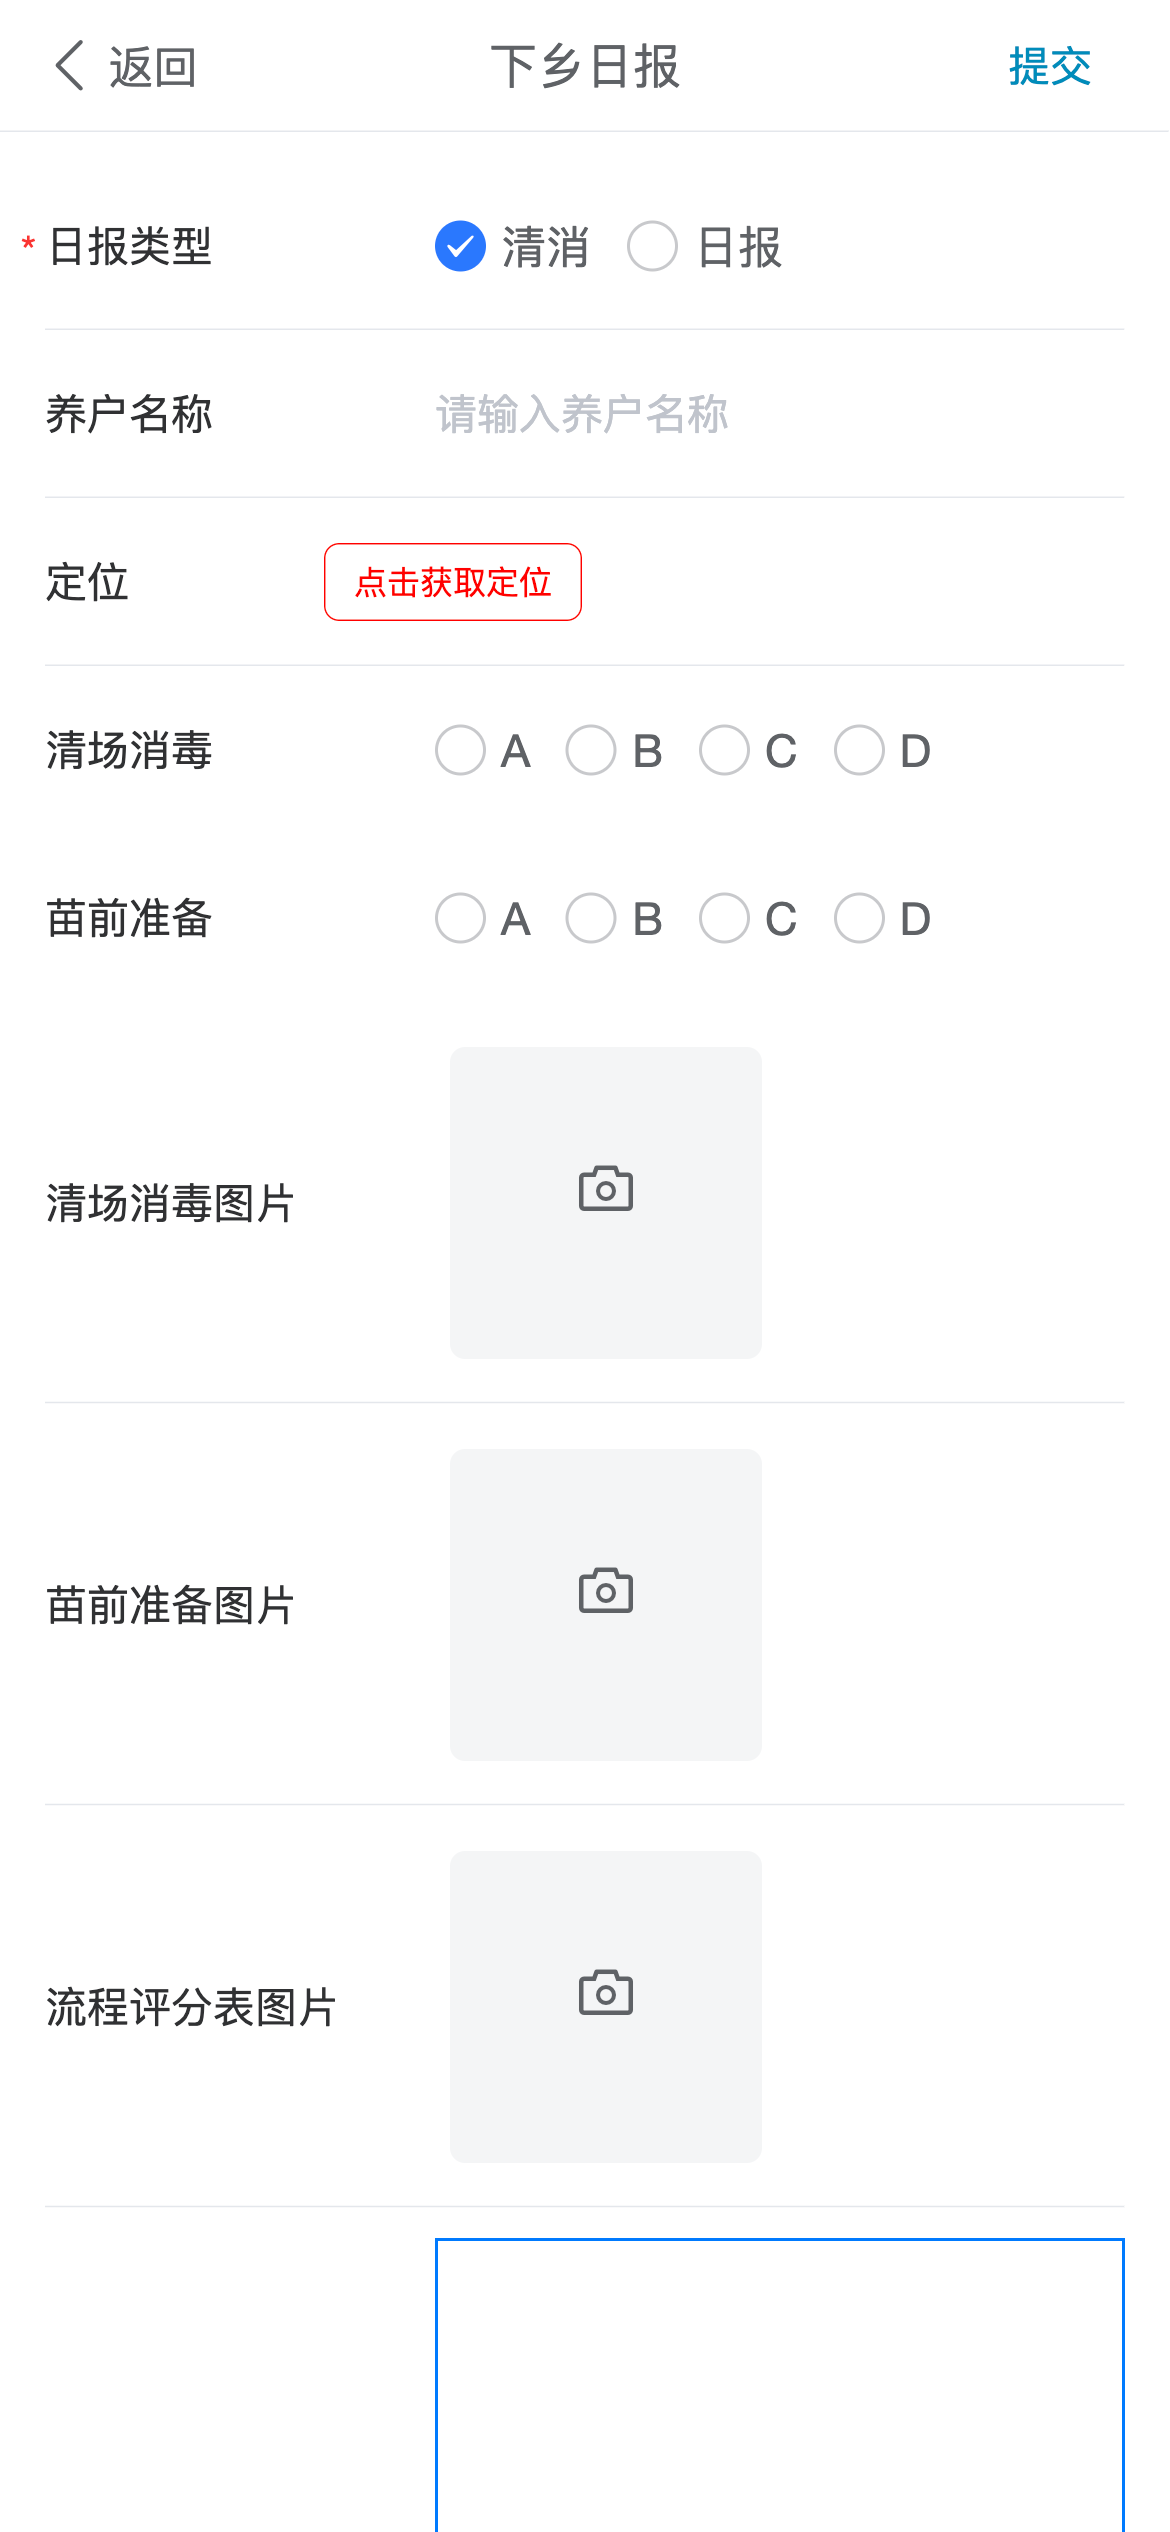 返回 下乡日报 提交
* 日报类型 清消 日报
养户名称 请输入养户名称
定位 点击获取定位
清场消毒 A B C D
苗前准备 A B C D
清场消毒图片
苗前准备图片
流程评分表图片